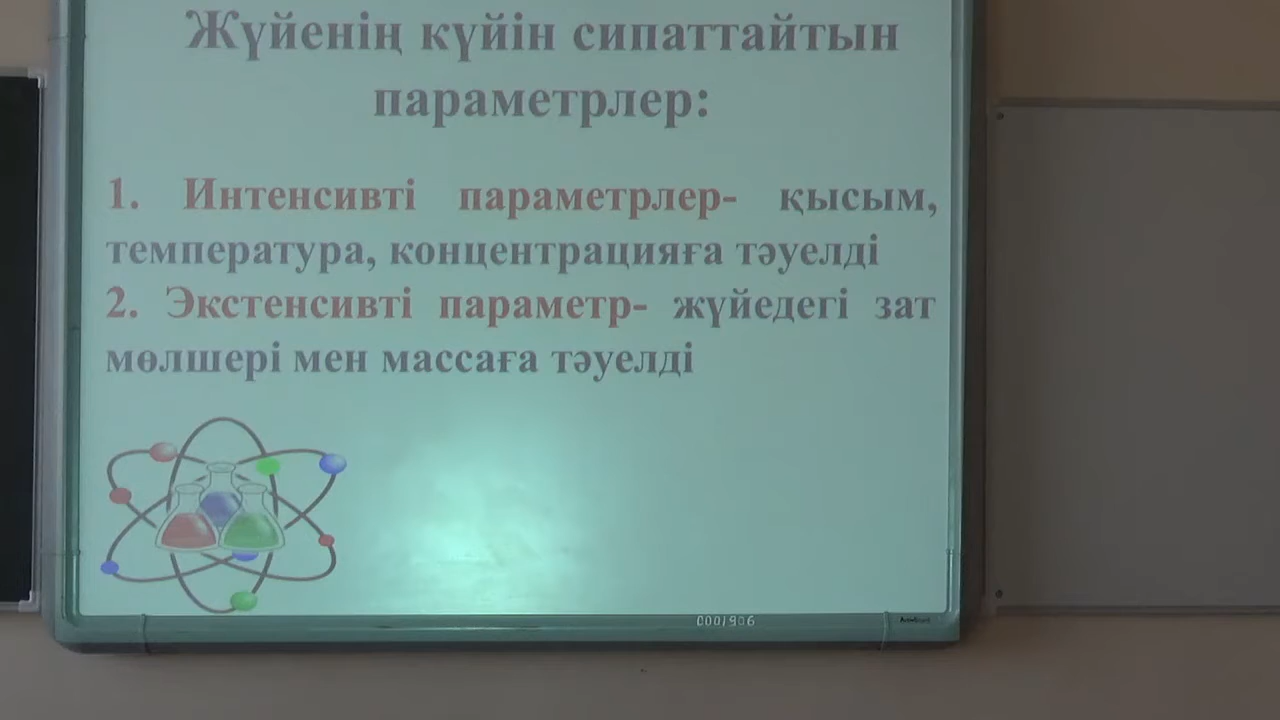 Жүйенің күйін сипаттайтын
параметрлер:
1. Интенсивті параметрлер- қысым,
температура, концентрацияға тәуелді
2. Экстенсивті параметр- жүйедегі зат
мөлшері мен массаға тәуелді
0001906